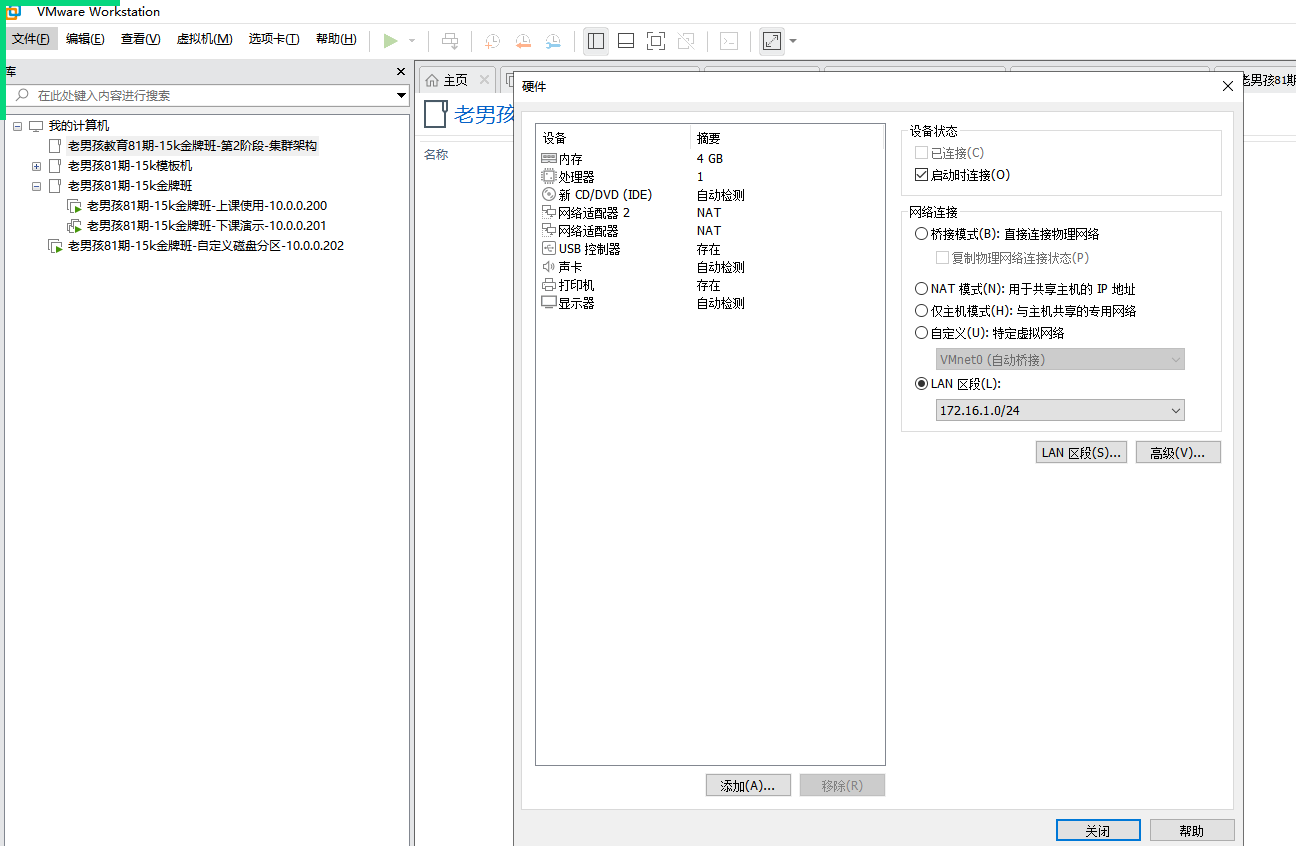 VMware Workstation
文件(F) 编辑(E) 查看(V) 虚拟机(M) 选项卡(T) 帮助(H)
库
在此处键入内容进行搜索
我的计算机
老男孩教育81期-15k金牌班-第2阶段-集群架构
老男孩81期-15k模板机
老男孩81期-15k金牌班
老男孩81期-15k金牌班-上课使用-10.0.0.200
老男孩81期-15k金牌班-下课演示-10.0.0.201
老男孩81期-15k金牌班-自定义磁盘分区-10.0.0.202
主页
老男孩81期
老男孩
名称
硬件
设备 摘要
内存 4 GB
处理器 1
新 CD/DVD (IDE) 自动检测
网络适配器 2 NAT
网络适配器 NAT
USB 控制器 存在
声卡 自动检测
打印机 存在
显示器 自动检测
添加(A)... 移除(R)
设备状态
已连接(C)
启动时连接(O)
网络连接
桥接模式(B): 直接连接物理网络
复制物理网络连接状态(P)
NAT 模式(N): 用于共享主机的 IP 地址
仅主机模式(H): 与主机共享的专用网络
自定义(U): 特定虚拟网络
VMnet0 (自动桥接)
LAN 区段(L):
172.16.1.0/24
LAN 区段(S)... 高级(V)...
关闭 帮助